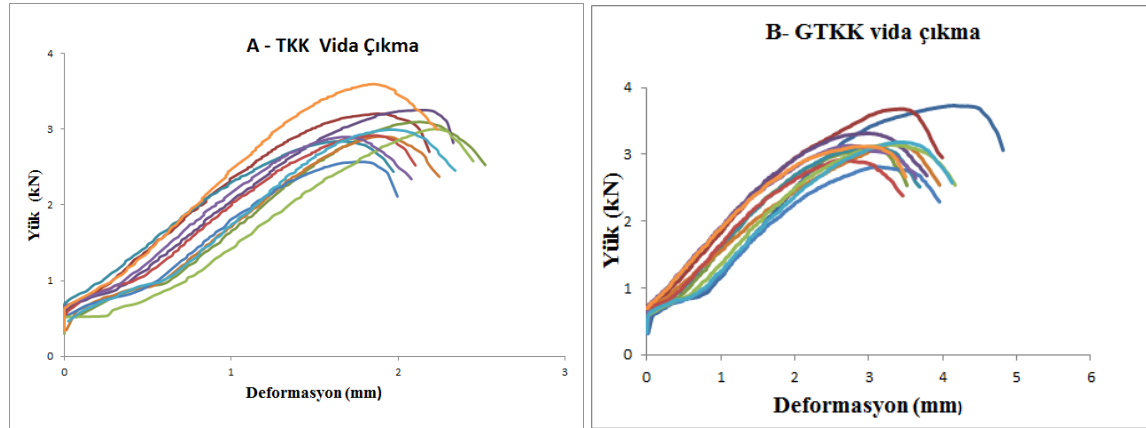 A - TKK Vida Çıkma
Yük (kN)
4
3
2
1
0
0 1 2 3
Deformasyon (mm)
B- GTKK vida çıkma
Yük (kN)
4
3
2
1
0
0 1 2 3 4 5 6
Deformasyon (mm)